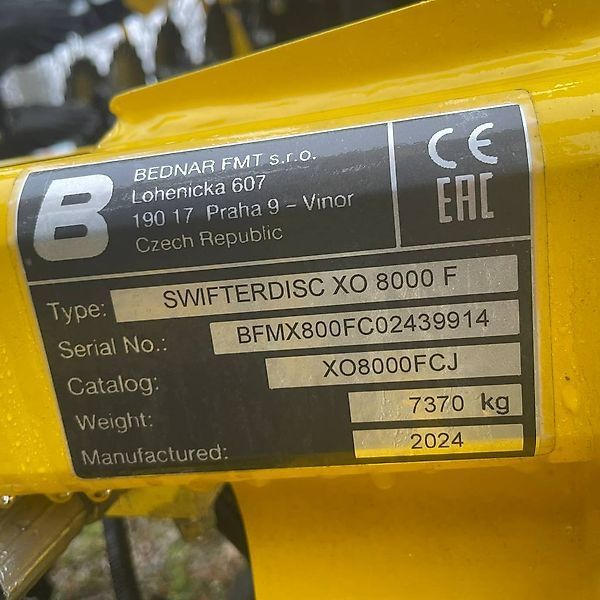 B
BEDNAR FMT s.r.o.
Lohenicka 607
190 17 Praha 9 - Vinor
Czech Republic
CE
EAC
Type: SWIFTERDISC XO 8000 F
Serial No.: BFMX800FC02439914
Catalog: XO8000FCJ
Weight: 7370 kg
Manufactured: 2024